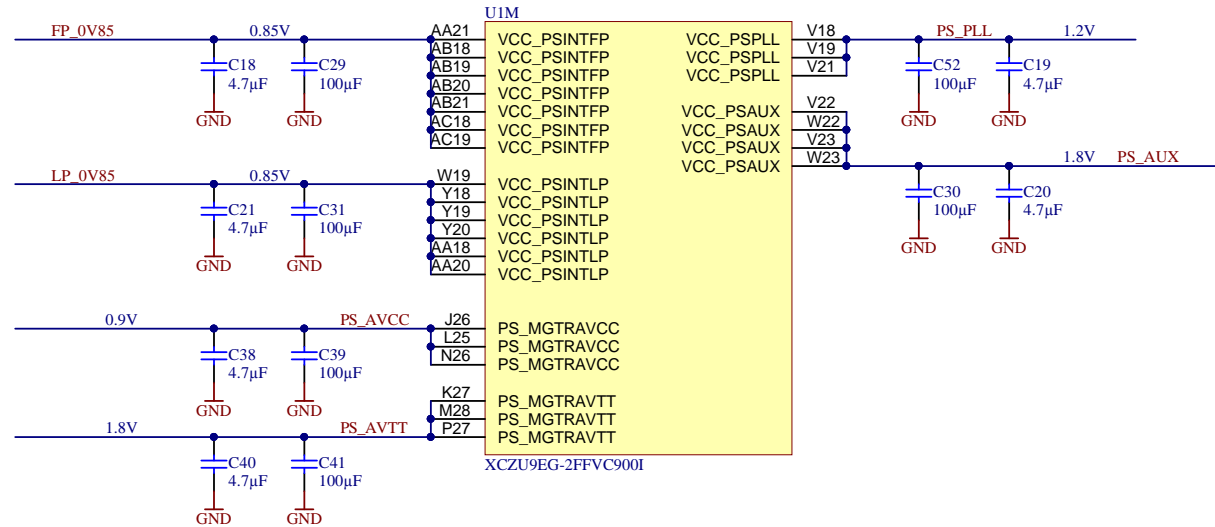 U1M
FP_0V85 0.85V AA21 VCC_PSINTFP VCC_PSPLL V18 PS_PLL 1.2V
AB18 VCC_PSINTFP VCC_PSPLL V19
C18 C29 AB19 VCC_PSINTFP VCC_PSPLL V21 C52 C19
4.7µF 100µF AB20 VCC_PSINTFP 100µF 4.7µF
AB21 VCC_PSINTFP VCC_PSAUX V22
GND GND AC18 VCC_PSINTFP VCC_PSAUX W22 GND GND
AC19 VCC_PSINTFP VCC_PSAUX V23
VCC_PSAUX W23 1.8V PS_AUX
LP_0V85 0.85V W19 VCC_PSINTLP
Y18 VCC_PSINTLP C30 C20
C21 C31 Y19 VCC_PSINTLP 100µF 4.7µF
4.7µF 100µF Y20 VCC_PSINTLP GND GND
AA18 VCC_PSINTLP
GND GND AA20 VCC_PSINTLP
0.9V PS_AVCC J26 PS_MGTRAVCC
L25 PS_MGTRAVCC
C38 C39 N26 PS_MGTRAVCC
4.7µF 100µF
K27 PS_MGTRAVTT
GND GND M28 PS_MGTRAVTT
1.8V PS_AVTT P27 PS_MGTRAVTT
C40 C41 XCZU9EG-2FFVC900I
4.7µF 100µF
GND GND